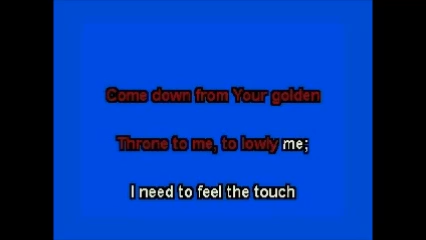 Come down from Your golden
Throne to me, to lowly me;
I need to feel the touch